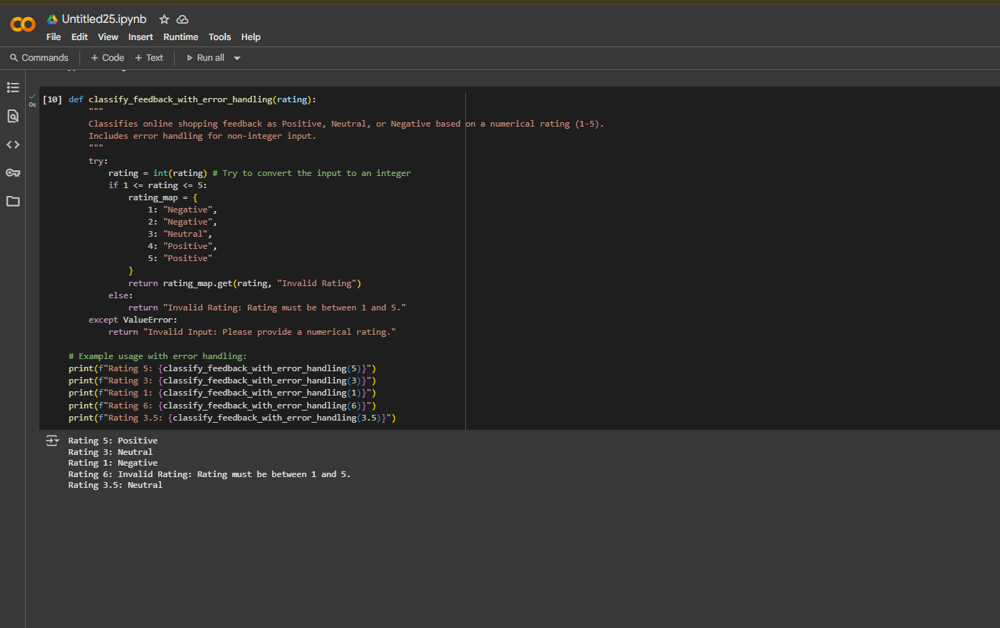 Untitled25.ipynb
File Edit View Insert Runtime Tools Help
Commands + Code + Text Run all
[10] def classify_feedback_with_error_handling(rating):
0s
    """
    Classifies online shopping feedback as Positive, Neutral, or Negative based on a numerical rating (1-5).
    Includes error handling for non-integer input.
    """
    try:
        rating = int(rating) # Try to convert the input to an integer
        if 1 <= rating <= 5:
            rating_map = {
                1: "Negative",
                2: "Negative",
                3: "Neutral",
                4: "Positive",
                5: "Positive"
            }
            return rating_map.get(rating, "Invalid Rating")
        else:
            return "Invalid Rating: Rating must be between 1 and 5."
    except ValueError:
        return "Invalid Input: Please provide a numerical rating."
# Example usage with error handling:
print(f"Rating 5: {classify_feedback_with_error_handling(5)}")
print(f"Rating 3: {classify_feedback_with_error_handling(3)}")
print(f"Rating 1: {classify_feedback_with_error_handling(1)}")
print(f"Rating 6: {classify_feedback_with_error_handling(6)}")
print(f"Rating 3.5: {classify_feedback_with_error_handling(3.5)}")
Rating 5: Positive
Rating 3: Neutral
Rating 1: Negative
Rating 6: Invalid Rating: Rating must be between 1 and 5.
Rating 3.5: Neutral